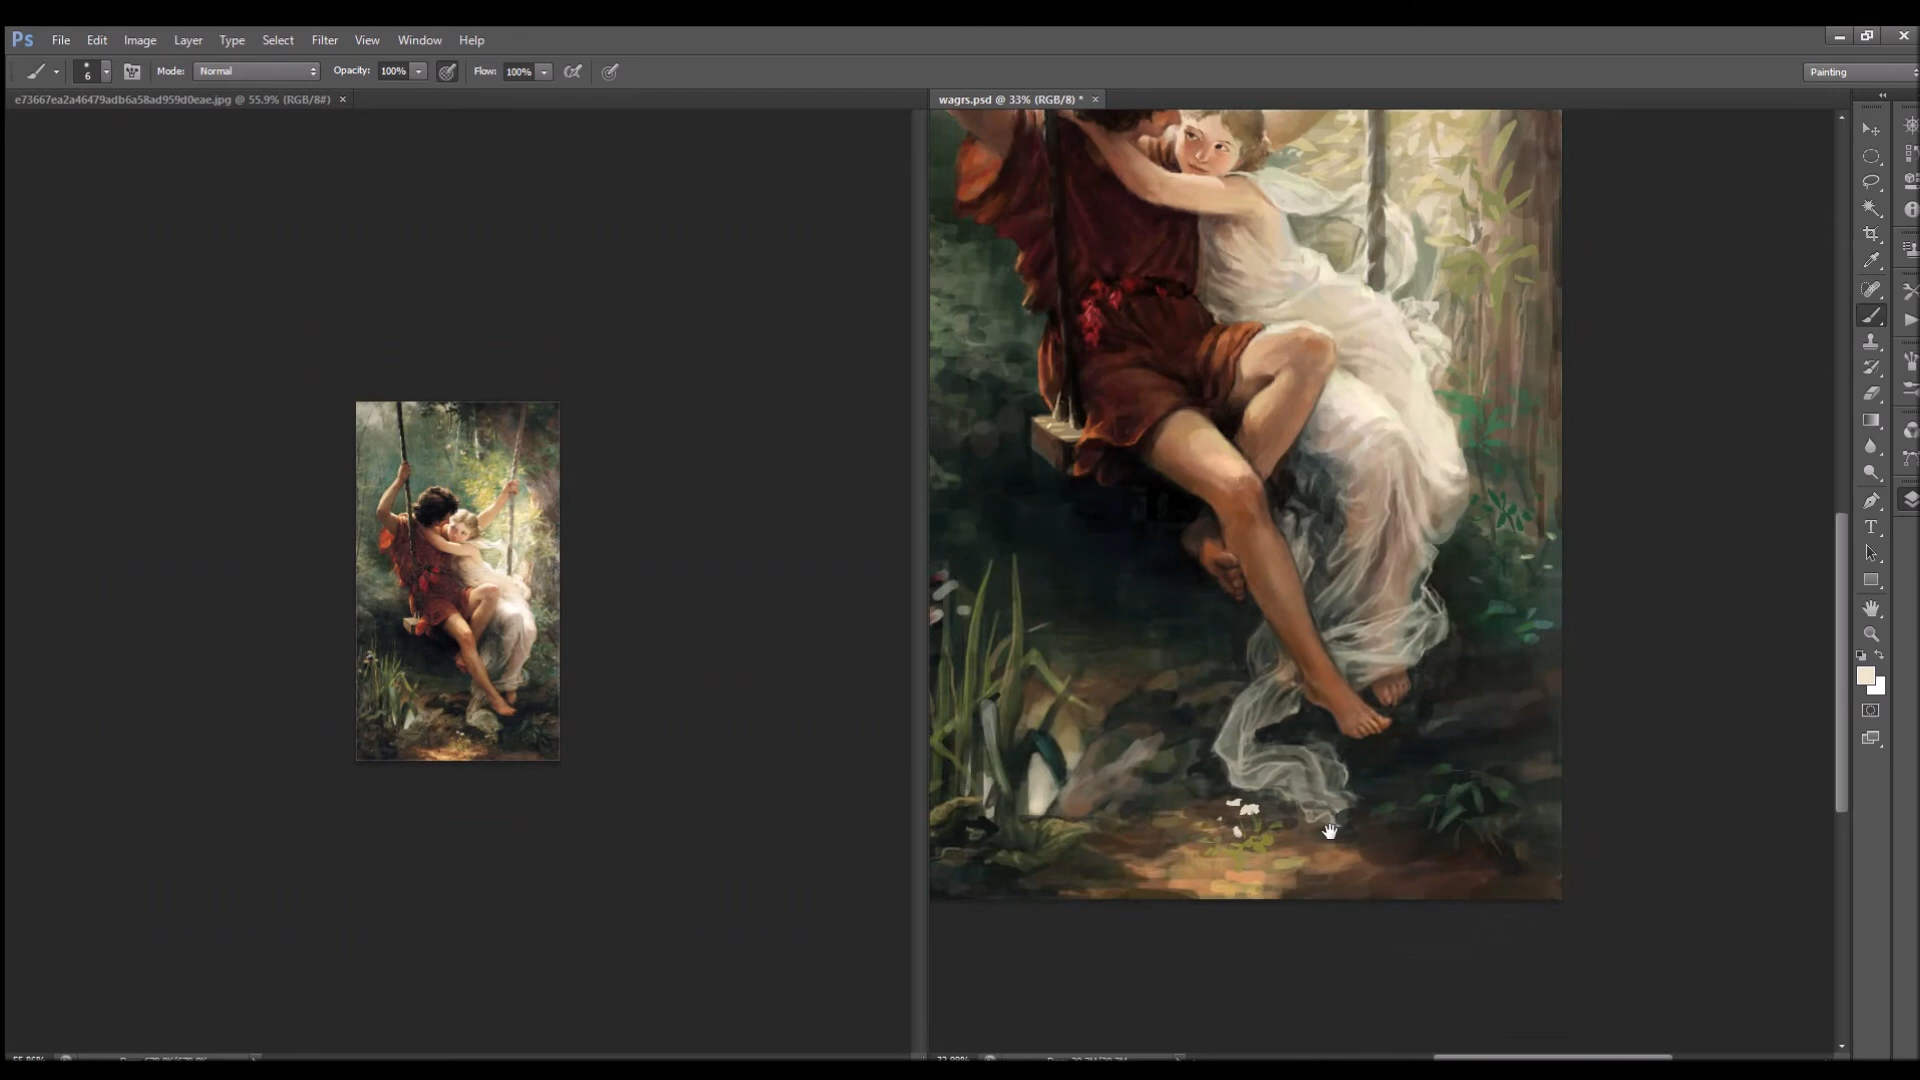 Ps File Edit Image Layer Type Select Filter View Window Help
6 Mode: Normal Opacity: 100% Flow: 100% Painting
e73667ea2a46479adb6a58ad959d0eae.jpg @ 55.9% (RGB/8#) ×
wagrs.psd @ 33% (RGB/8) * ×